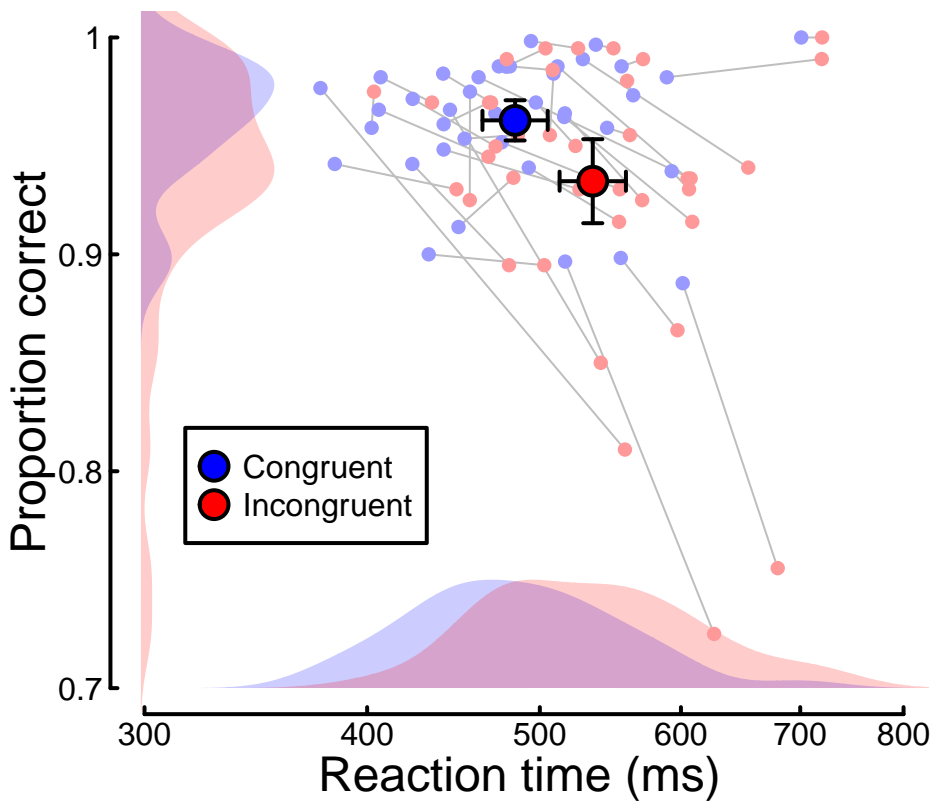 Proportion correct
1
0.9
0.8
0.7
Congruent
Incongruent
300 400 500 600 700 800
Reaction time (ms)